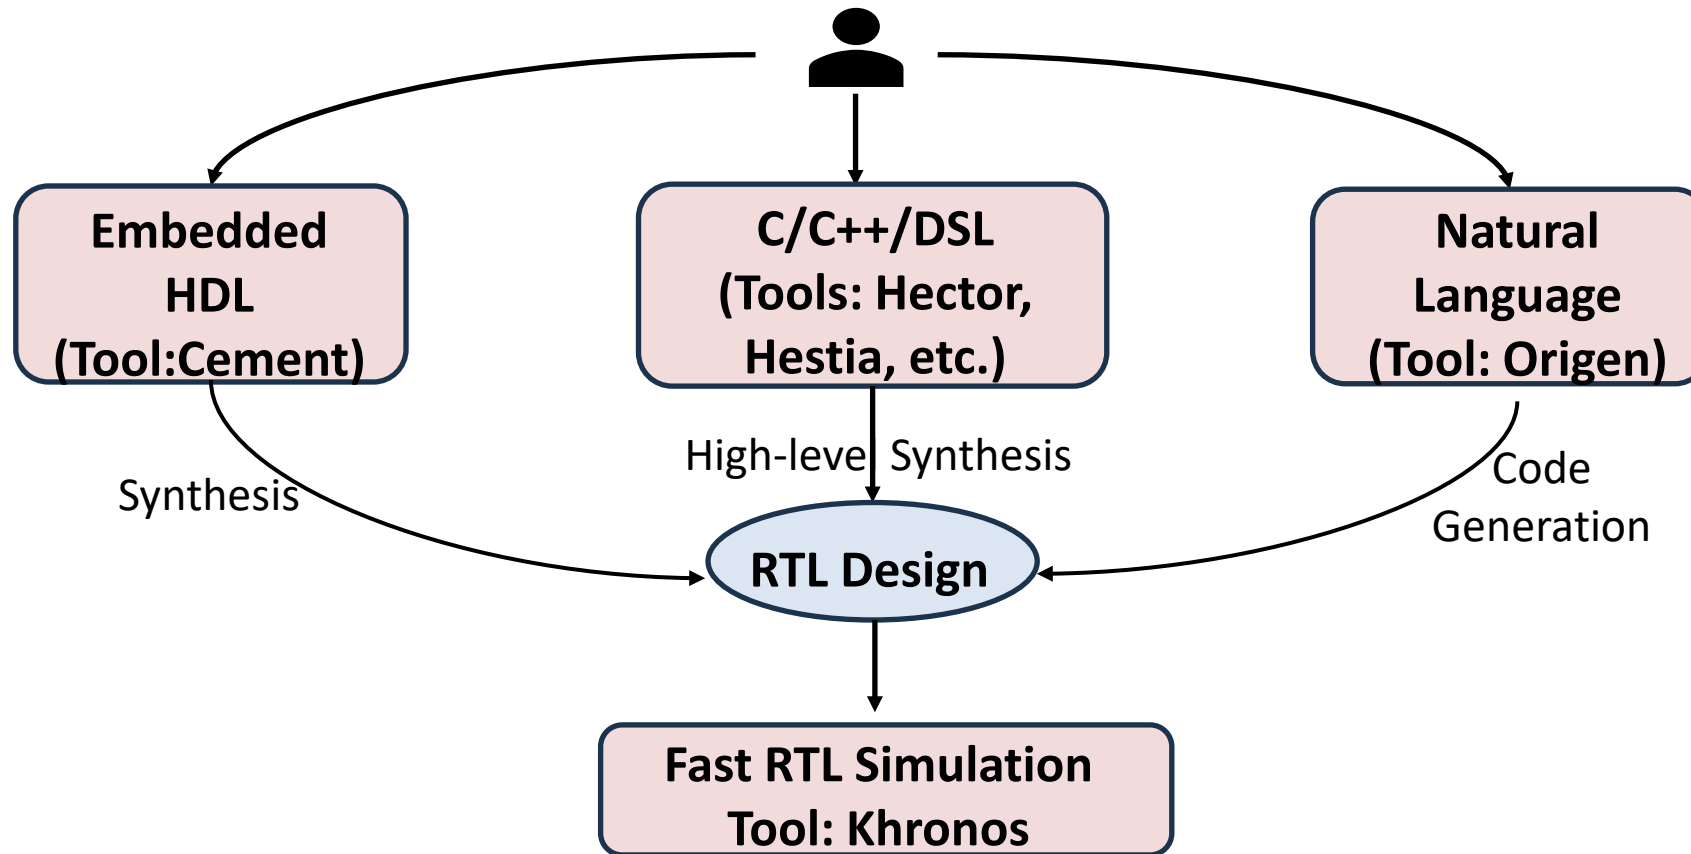 Embedded
HDL
(Tool:Cement)
C/C++/DSL
(Tools: Hector,
Hestia, etc.)
Natural
Language
(Tool: Origen)
Synthesis
High-level Synthesis
Code
Generation
RTL Design
Fast RTL Simulation
Tool: Khronos